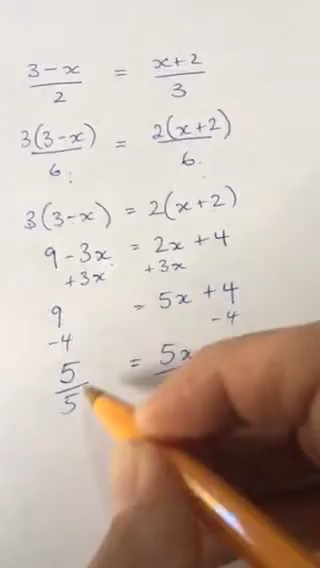 3 - x / 2 = x + 2 / 3
3(3 - x) / 6 = 2(x + 2) / 6
3(3 - x) = 2(x + 2)
9 - 3x = 2x + 4
+3x +3x
9 = 5x + 4
-4 -4
5 / 5 = 5x